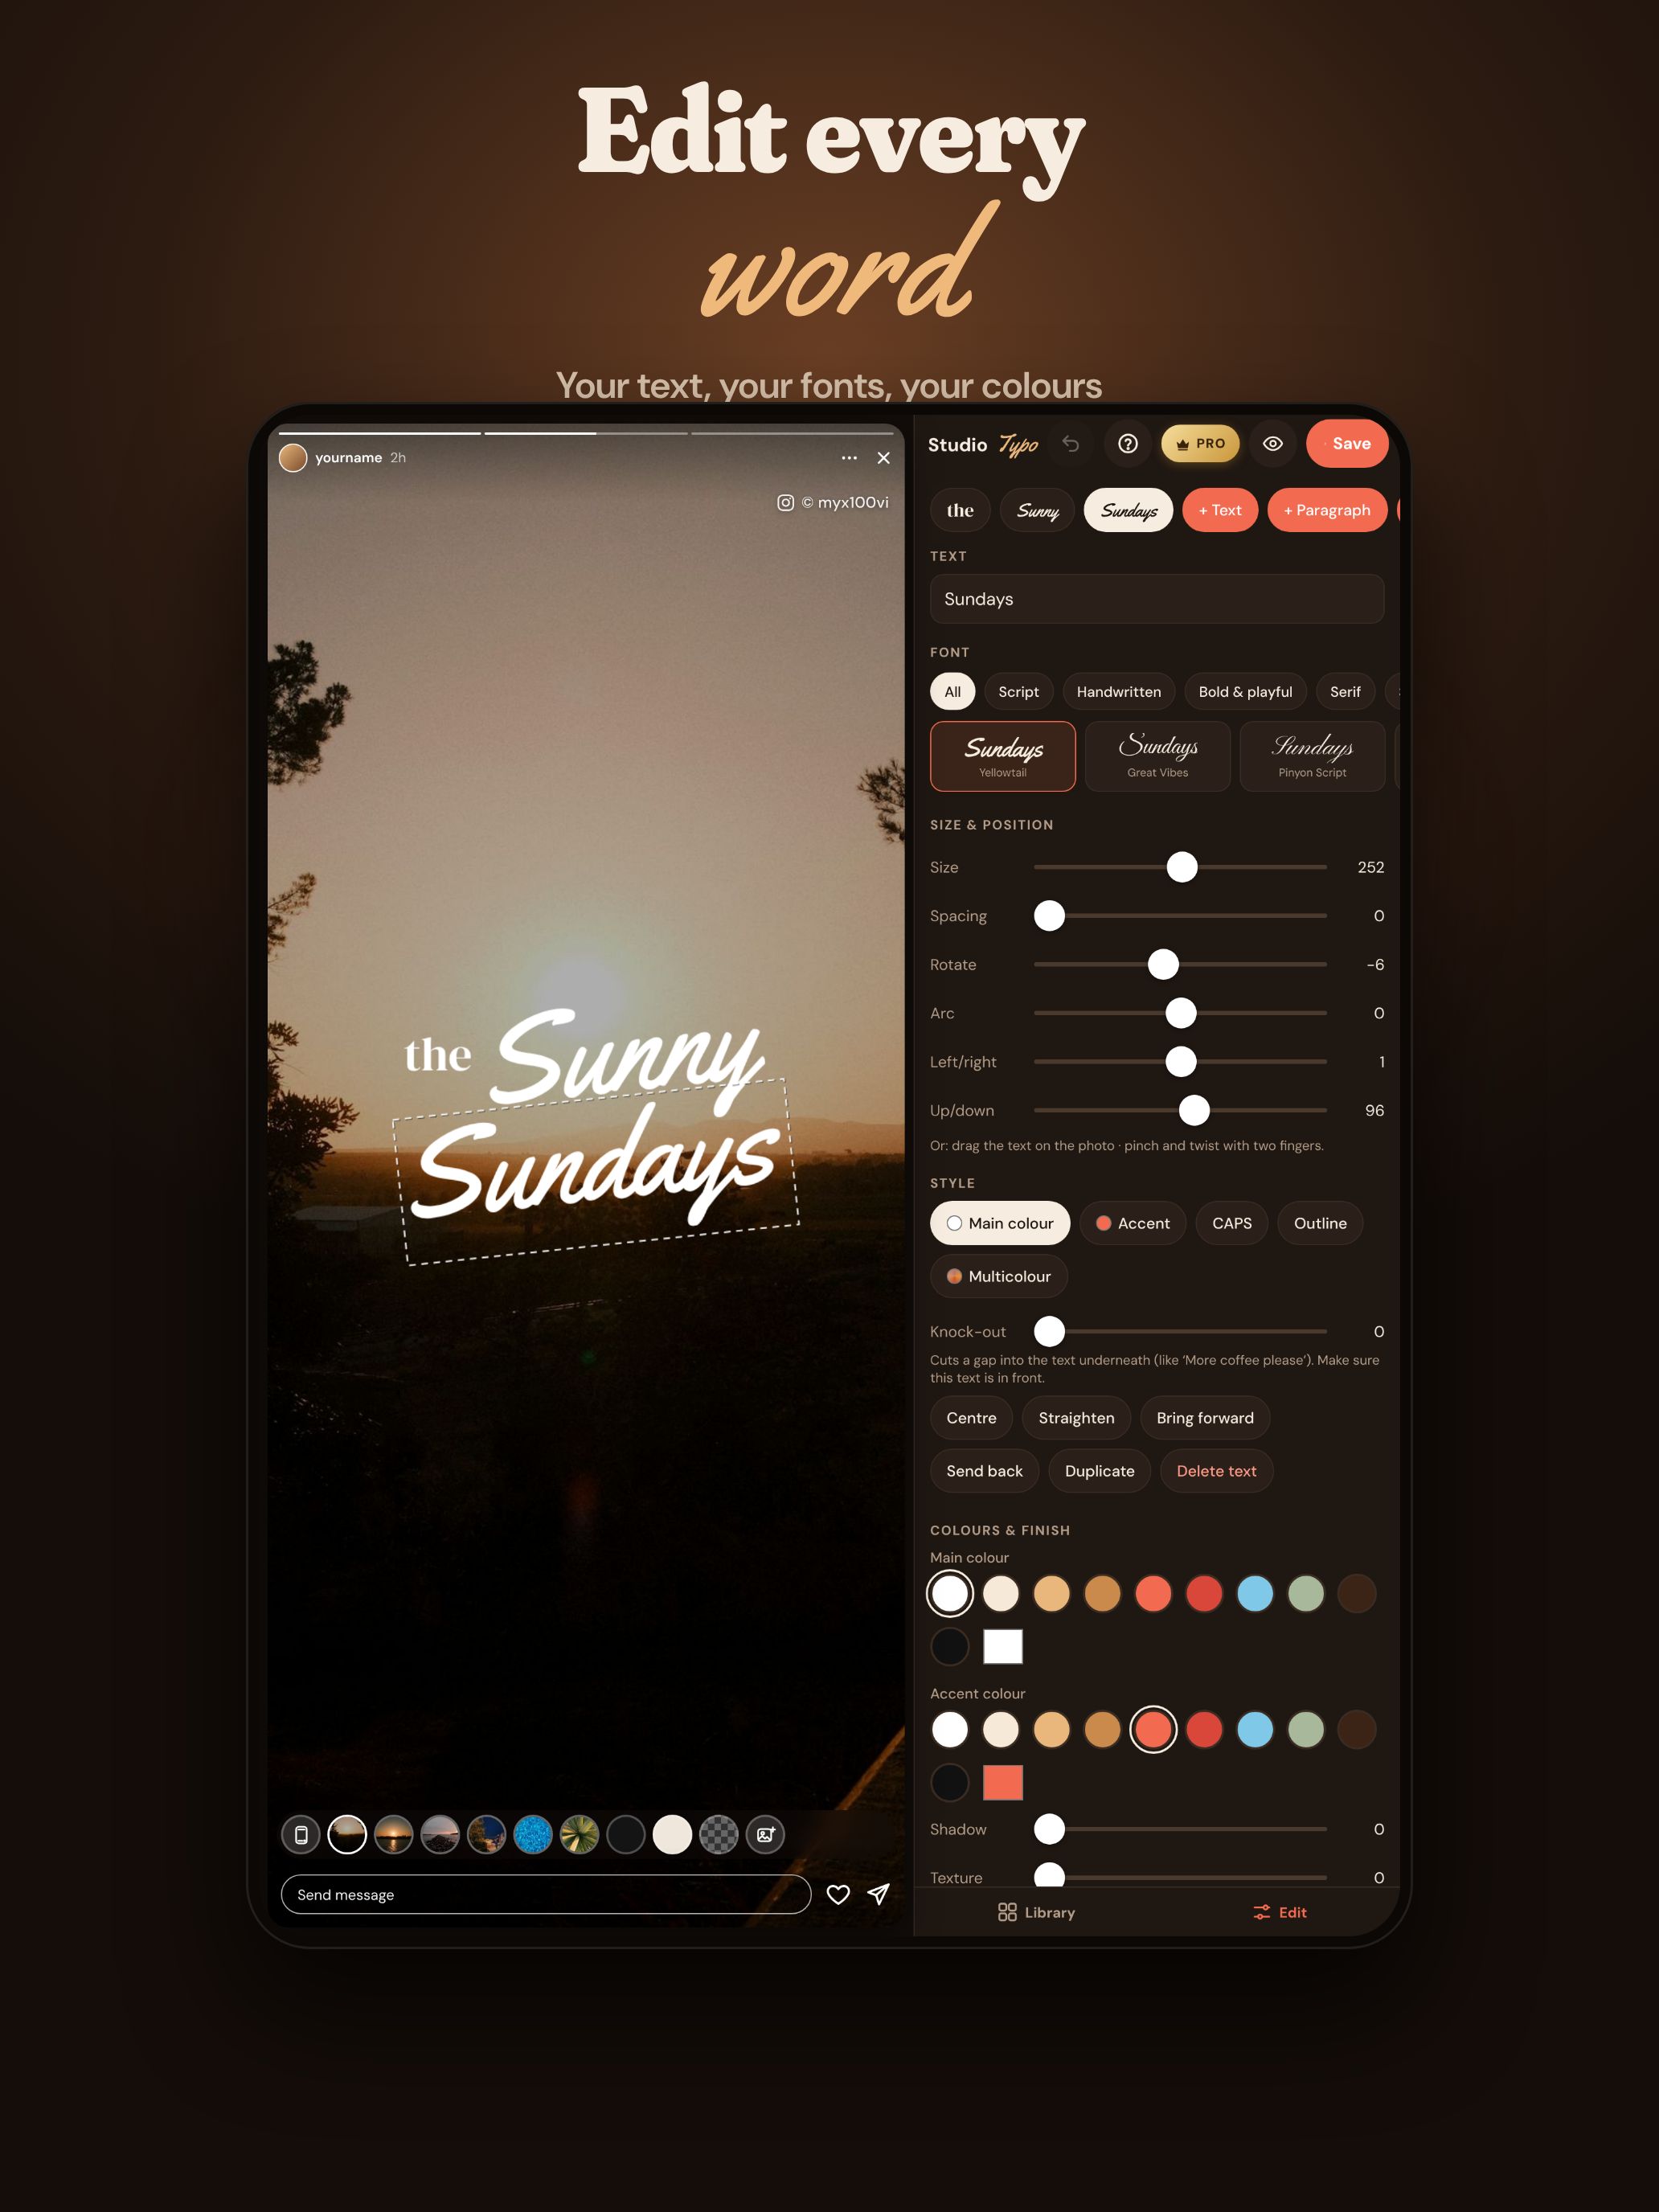 Edit every
word
Your text, your fonts, your colours
yourname 2h
© myx100vi
the Sunny
Sundays
Send message
Studio Typo
PRO
Save
the Sunny Sundays + Text + Paragraph
TEXT
Sundays
FONT
All Script Handwritten Bold & playful Serif
Sundays Sundays Sundays
Yellowtail Great Vibes Pinyon Script
SIZE & POSITION
Size 252
Spacing 0
Rotate -6
Arc 0
Left/right 1
Up/down 96
Or: drag the text on the photo · pinch and twist with two fingers.
STYLE
Main colour Accent CAPS Outline
Multicolour
Knock-out 0
Cuts a gap into the text underneath (like ‘More coffee please’). Make sure
this text is in front.
Centre Straighten Bring forward
Send back Duplicate Delete text
COLOURS & FINISH
Main colour
Accent colour
Shadow 0
Texture 0
Library Edit